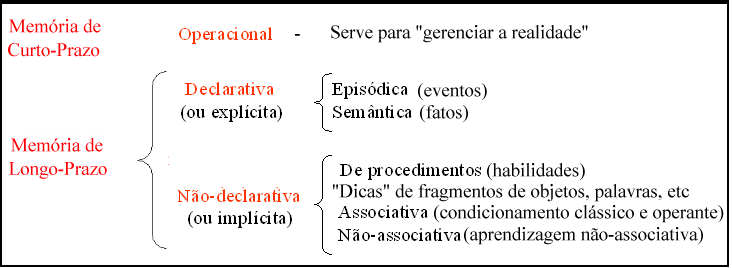 Memória de
Curto-Prazo
Operacional - Serve para "gerenciar a realidade"
Memória de
Longo-Prazo
Declarativa
(ou explícita)
Episódica (eventos)
Semântica (fatos)
Não-declarativa
(ou implícita)
De procedimentos (habilidades)
"Dicas" de fragmentos de objetos, palavras, etc
Associativa (condicionamento clássico e operante)
Não-associativa (aprendizagem não-associativa)